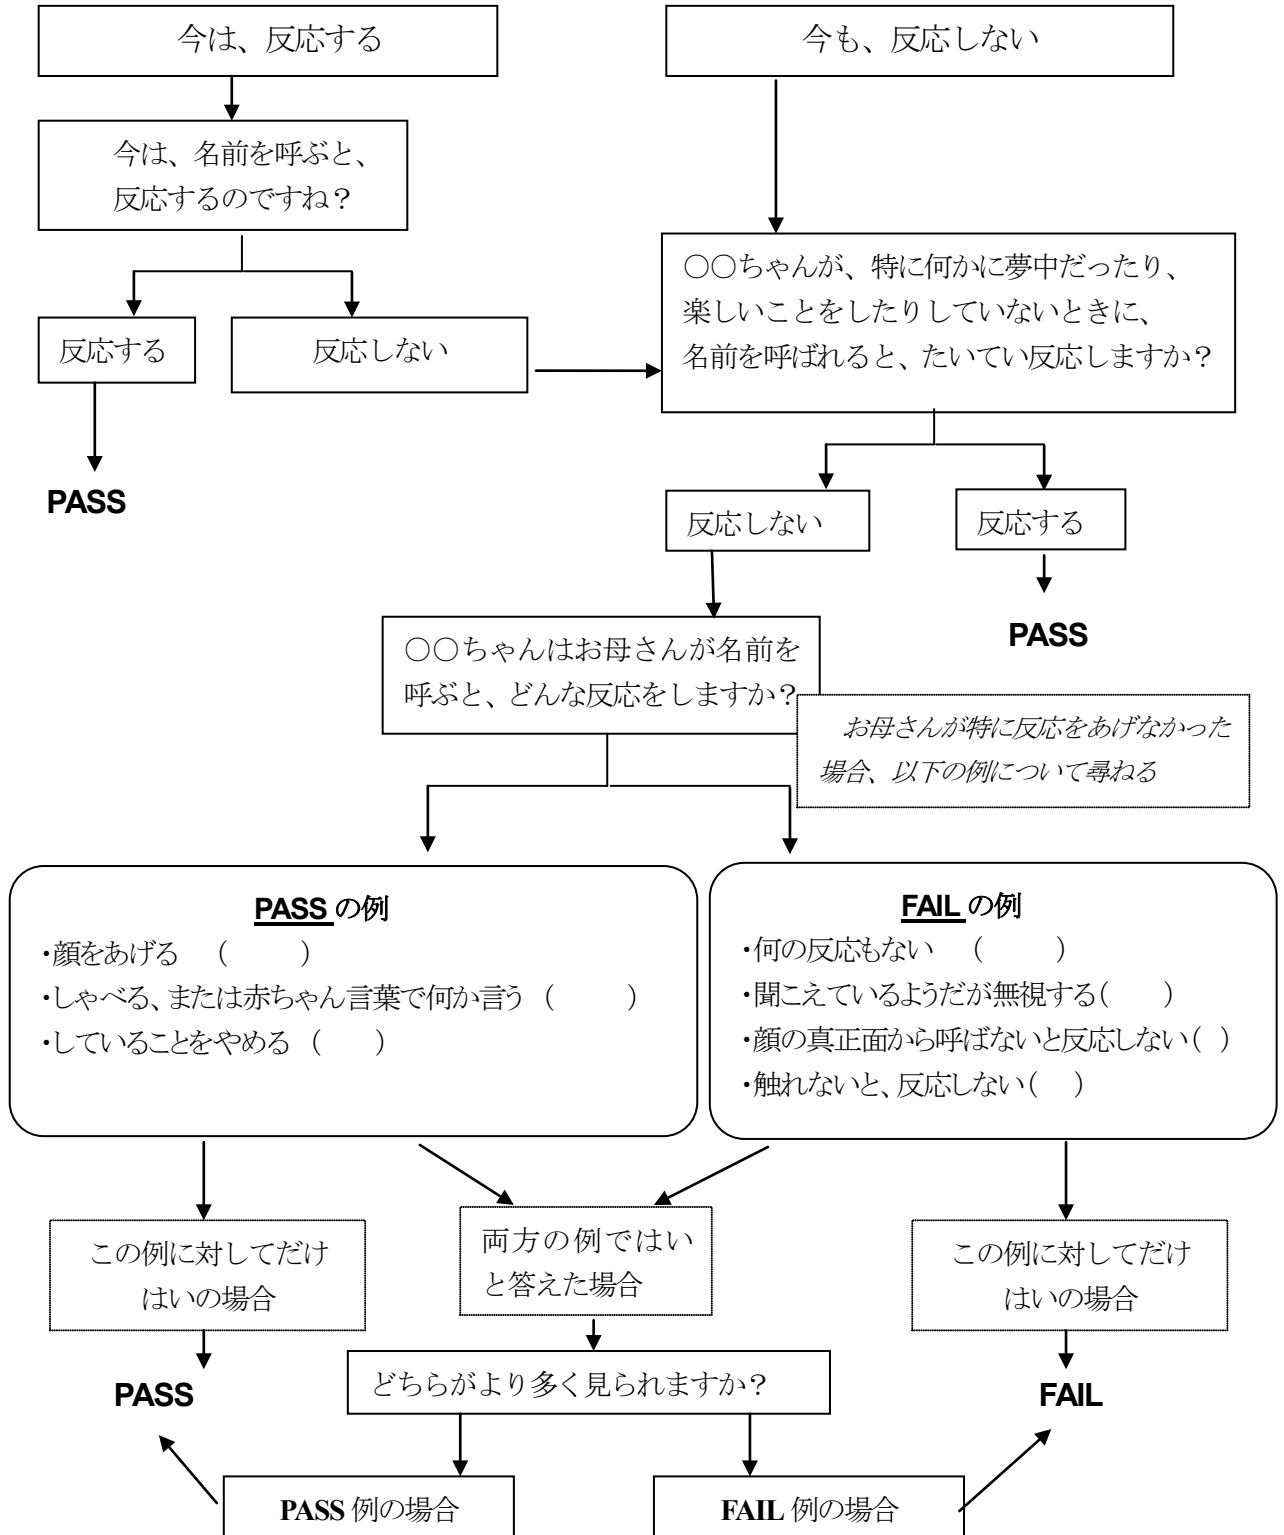 今は、反応する
今も、反応しない
今は、名前を呼ぶと、
反応するのですね？
○○ちゃんが、特に何かに夢中だったり、
楽しいことをしたりしていないときに、
名前を呼ばれると、たいてい反応しますか？
反応する
反応しない
PASS
反応しない
反応する
PASS
○○ちゃんはお母さんが名前を
呼ぶと、どんな反応をしますか？
お母さんが特に反応をあげなかった
場合、以下の例について尋ねる
PASS の例
・顔をあげる （　　　）
・しゃべる、または赤ちゃん言葉で何か言う （　　　）
・していることをやめる （　　）
FAIL の例
・何の反応もない （　　　）
・聞こえているようだが無視する（　　）
・顔の真正面から呼ばないと反応しない（ ）
・触れないと、反応しない（　）
この例に対してだけ
はいの場合
両方の例ではい
と答えた場合
この例に対してだけ
はいの場合
PASS
どちらがより多く見られますか？
FAIL
PASS 例の場合
FAIL 例の場合